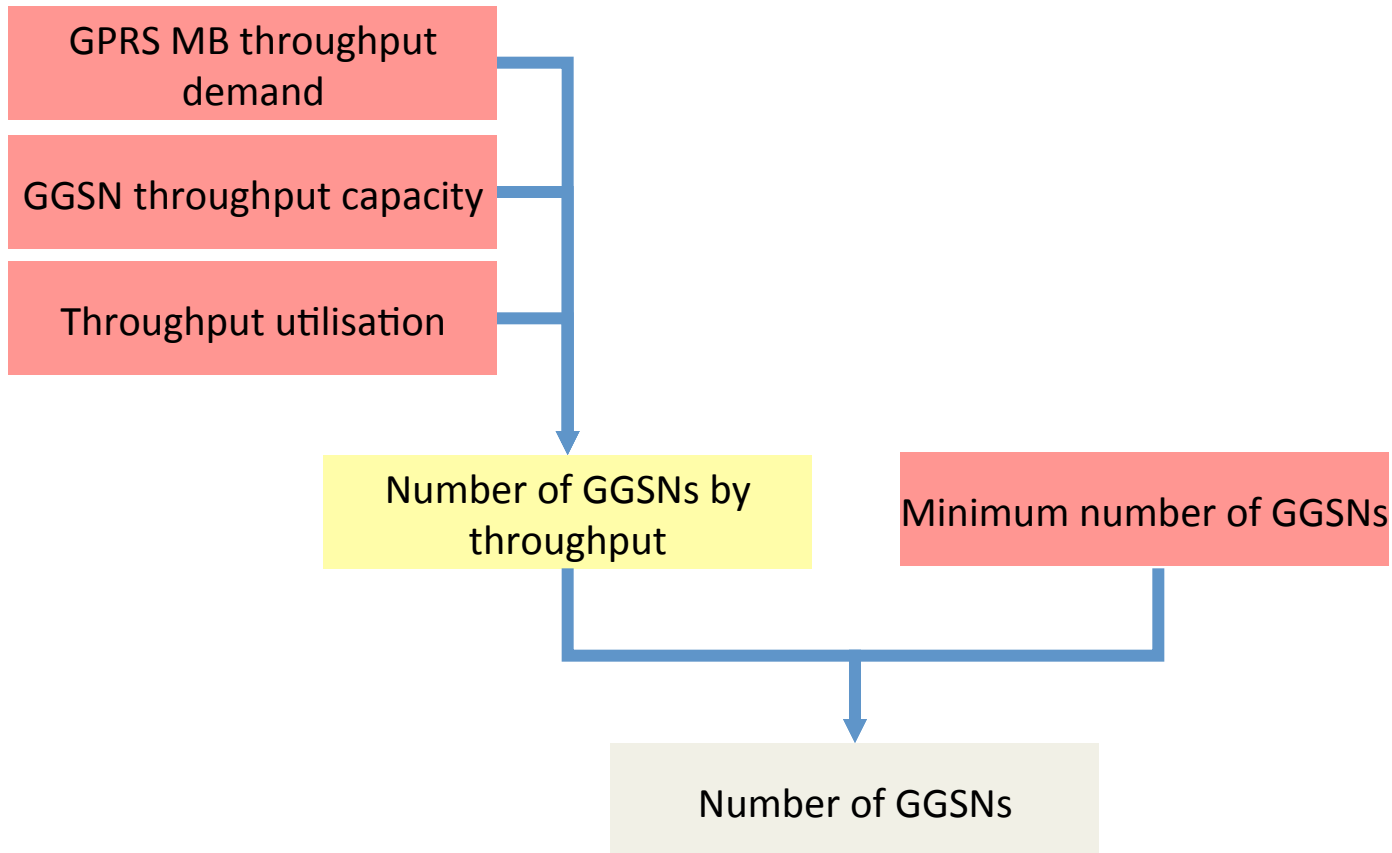 GPRS MB throughput
demand
GGSN throughput capacity
Throughput utilisation
Number of GGSNs by
throughput
Minimum number of GGSNs
Number of GGSNs